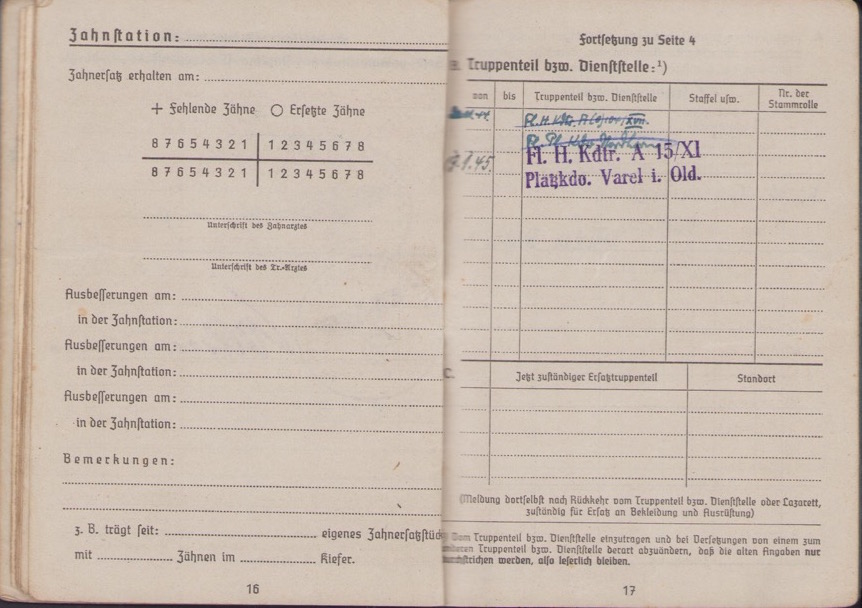 Zahnstation:
Zahnersatz erhalten am:
+ Fehlende Zähne ○ Ersetzte Zähne
8 7 6 5 4 3 2 1 | 1 2 3 4 5 6 7 8
8 7 6 5 4 3 2 1 | 1 2 3 4 5 6 7 8
Unterschrift des Zahnarztes
Unterschrift des Tr.-Arztes
Ausbesserungen am:
in der Zahnstation:
Ausbesserungen am:
in der Zahnstation:
Ausbesserungen am:
in der Zahnstation:
Bemerkungen:
z. B. trägt seit: eigenes Zahnersatzstück
mit Zähnen im Kiefer.
16
Fortsetzung zu Seite 4
B. Truppenteil bzw. Dienststelle:¹)
von bis Truppenteil bzw. Dienststelle Staffel usw. Nr. der Stammrolle
Fl. H. Kdtr. XVII.
Fl. H. Kdtr. A 15/XI
1.45. Platzkdo. Varel i. Old.
C.
Jetzt zuständiger Ersatztruppenteil Standort
(Meldung dortselbst nach Rückkehr vom Truppenteil bzw. Dienststelle oder Lazarett,
zuständig für Ersatz an Bekleidung und Ausrüstung)
Vom Truppenteil bzw. Dienststelle einzutragen und bei Versetzungen von einem zum
anderen Truppenteil bzw. Dienststelle derart abzuändern, daß die alten Angaben nur
durchstrichen werden, also leserlich bleiben.
17